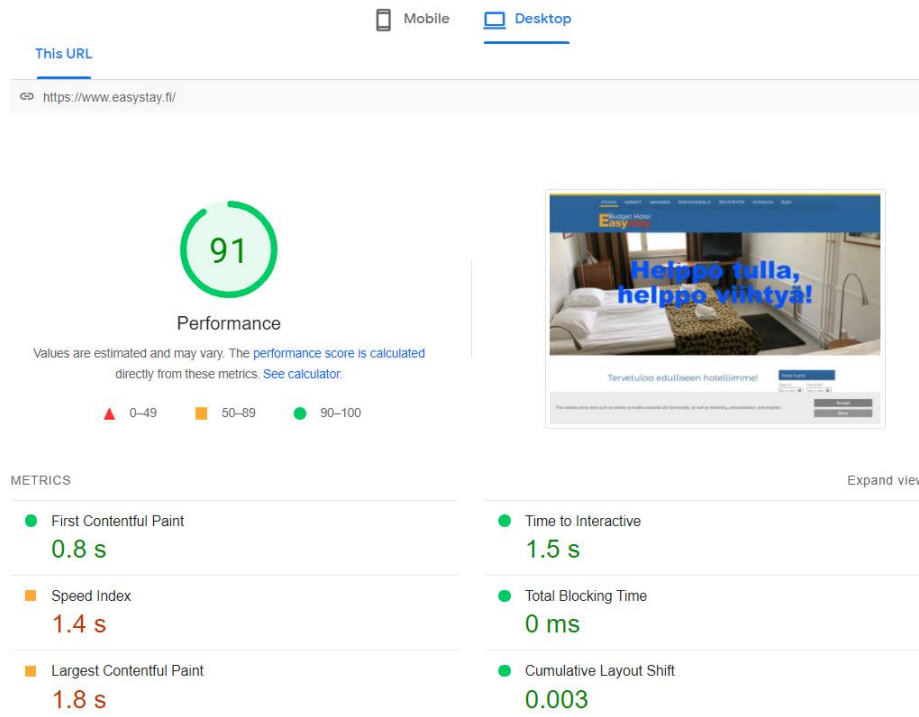 Mobile
Desktop
This URL
https://www.easystay.fi/
91
Performance
Values are estimated and may vary. The performance score is calculated
directly from these metrics. See calculator.
0–49
50–89
90–100
Budget Hotel
Easystay
Helppo tulla,
helppo viihtyä!
Tervetuloa edulliseen hotelliimme!
Accept
Deny
METRICS
Expand view
First Contentful Paint
0.8 s
Time to Interactive
1.5 s
Speed Index
1.4 s
Total Blocking Time
0 ms
Largest Contentful Paint
1.8 s
Cumulative Layout Shift
0.003